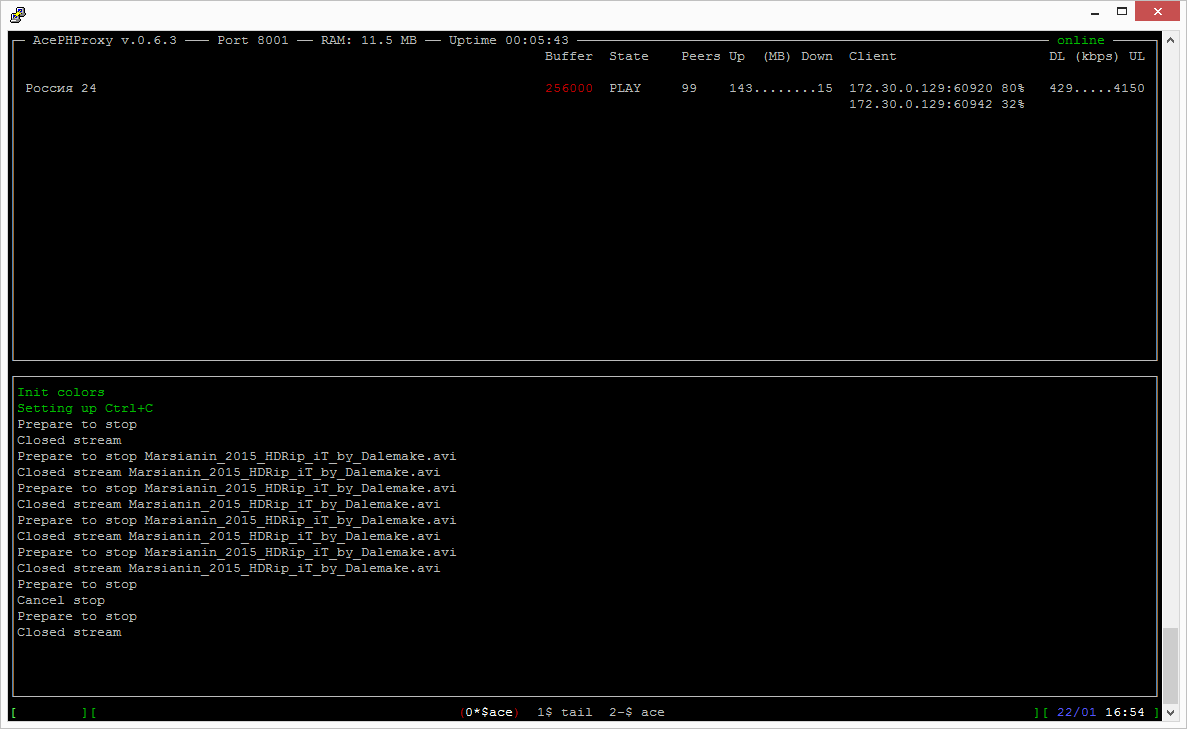 AcePHProxy v.0.6.3 Port 8001 RAM: 11.5 MB Uptime 00:05:43 online
Buffer State Peers Up (MB) Down Client DL (kbps) UL
Россия 24 256000 PLAY 99 143........15 172.30.0.129:60920 80% 429.....4150
172.30.0.129:60942 32%
Init colors
Setting up Ctrl+C
Prepare to stop
Closed stream
Prepare to stop Marsianin_2015_HDRip_iT_by_Dalemake.avi
Closed stream Marsianin_2015_HDRip_iT_by_Dalemake.avi
Prepare to stop Marsianin_2015_HDRip_iT_by_Dalemake.avi
Closed stream Marsianin_2015_HDRip_iT_by_Dalemake.avi
Prepare to stop Marsianin_2015_HDRip_iT_by_Dalemake.avi
Closed stream Marsianin_2015_HDRip_iT_by_Dalemake.avi
Prepare to stop Marsianin_2015_HDRip_iT_by_Dalemake.avi
Closed stream Marsianin_2015_HDRip_iT_by_Dalemake.avi
Prepare to stop
Cancel stop
Prepare to stop
Closed stream
[ ][ (0*$ace) 1$ tail 2-$ ace ][ 22/01 16:54 ]